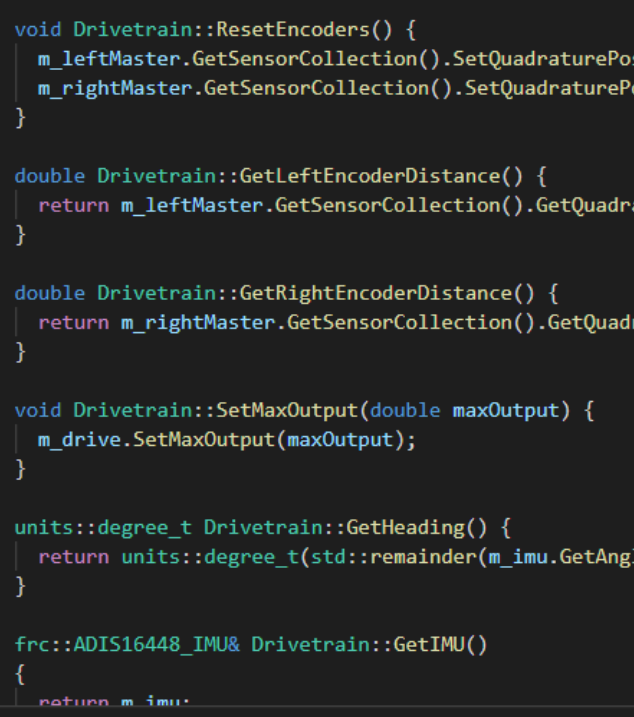 void Drivetrain::ResetEncoders() {
m_leftMaster.GetSensorCollection().SetQuadraturePos
m_rightMaster.GetSensorCollection().SetQuadratureP
}
double Drivetrain::GetLeftEncoderDistance() {
return m_leftMaster.GetSensorCollection().GetQuadra
}
double Drivetrain::GetRightEncoderDistance() {
return m_rightMaster.GetSensorCollection().GetQuad
}
void Drivetrain::SetMaxOutput(double maxOutput) {
m_drive.SetMaxOutput(maxOutput);
}
units::degree_t Drivetrain::GetHeading() {
return units::degree_t(std::remainder(m_imu.GetAngl
}
frc::ADIS16448_IMU& Drivetrain::GetIMU()
{
return m_imu;